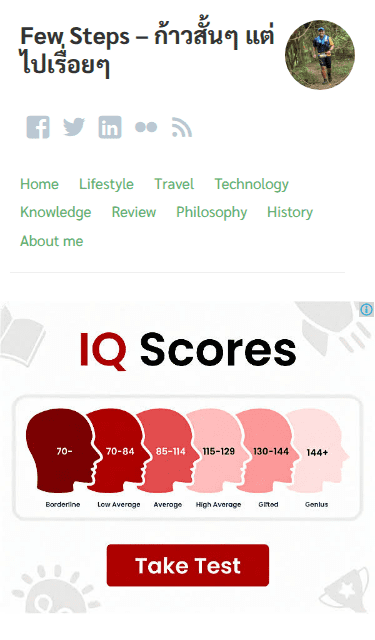 Few Steps – ก้าวสั้นๆ แต่
ไปเรื่อยๆ
Home Lifestyle Travel Technology
Knowledge Review Philosophy History
About me
IQ Scores
70- 70-84 85-114 115-129 130-144 144+
Borderline Low Average Average High Average Gifted Genius
Take Test